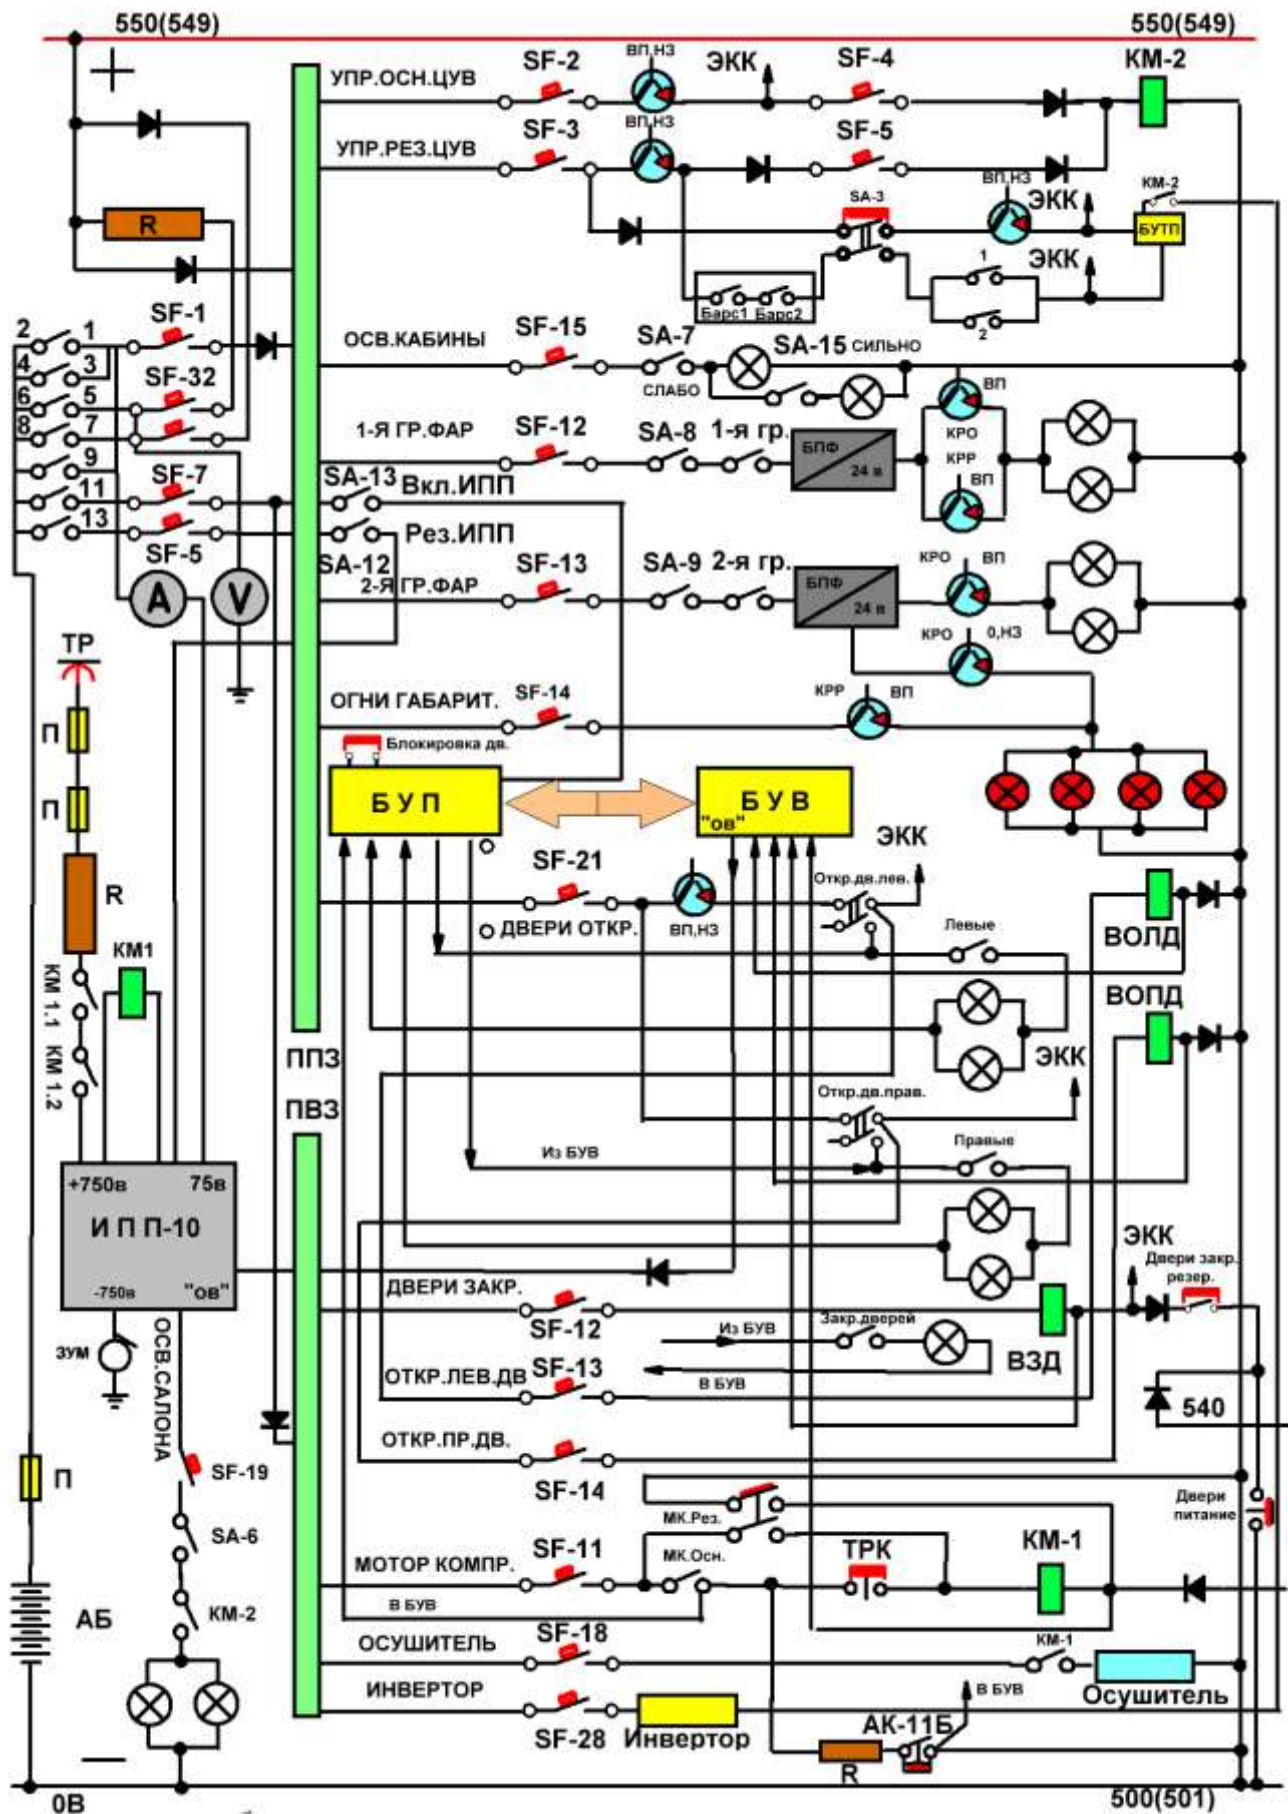 550(549) 550(549)
УПР.ОСН.ЦУВ SF-2 ВП,НЗ ЭКК SF-4 КМ-2
УПР.РЕЗ.ЦУВ SF-3 ВП,НЗ SF-5
SA-3 ВП,НЗ ЭКК КМ-2
БУТП
R
ЭКК 1
2
Барс1 Барс2
2 1 SF-1
4 3
6 5 SF-32
8 7
9
11 SF-7
13
SF-5
ОСВ.КАБИНЫ SF-15 SA-7 SA-15 СИЛЬНО
СЛАБО
ВП
КРО
1-Я ГР.ФАР SF-12 SA-8 1-я гр. БПФ
24 в
КРР
ВП
SA-13 Вкл.ИПП
Рез.ИПП
SA-12
2-Я ГР.ФАР SF-13 SA-9 2-я гр. БПФ
24 в
КРО ВП
КРО 0,НЗ
A V
ТР
ОГНИ ГАБАРИТ. SF-14 КРР ВП
П
П
R
Блокировка дв.
Б У П
Б У В
"ов"
SF-21
ДВЕРИ ОТКР. ВП,НЗ
Откр.дв.лев. ЭКК
Левые
ВОЛД
КМ1
КМ 1.1
КМ 1.2
ВОПД
ППЗ
ПВЗ
ЭКК
Откр.дв.прав.
Из БУВ
Правые
+750в 75в
И П П-10
-750в "ов"
ЗУМ
ОСВ.САЛОНА
ДВЕРИ ЗАКР.
SF-12
ВЗД
ЭКК
Двери закр.
резер.
Из БУВ Закр.дверей
ОТКР.ЛЕВ.ДВ SF-13 В БУВ
540
ОТКР.ПР.ДВ.
SF-14
П
SF-19
SA-6
КМ-2
АБ
Двери
питание
МК.Рез.
МОТОР КОМПР. SF-11 МК.Осн. ТРК КМ-1
В БУВ
ОСУШИТЕЛЬ SF-18 КМ-1
Осушитель
ИНВЕРТОР
SF-28 Инвертор
В БУВ
АК-11Б
R
0В 500(501)